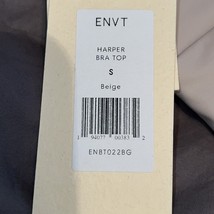 ENVT
HARPER
BRA TOP
S
Beige
ENBT022BG